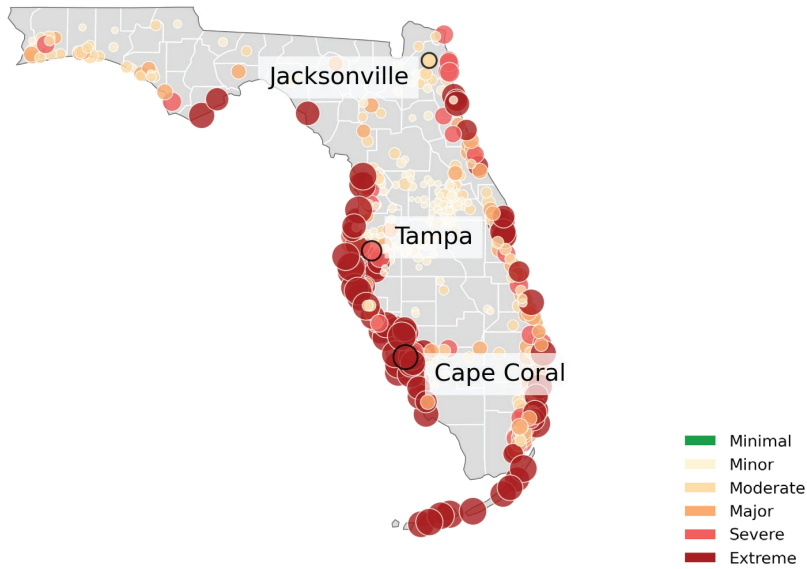 Jacksonville
Tampa
Cape Coral
Minimal
Minor
Moderate
Major
Severe
Extreme